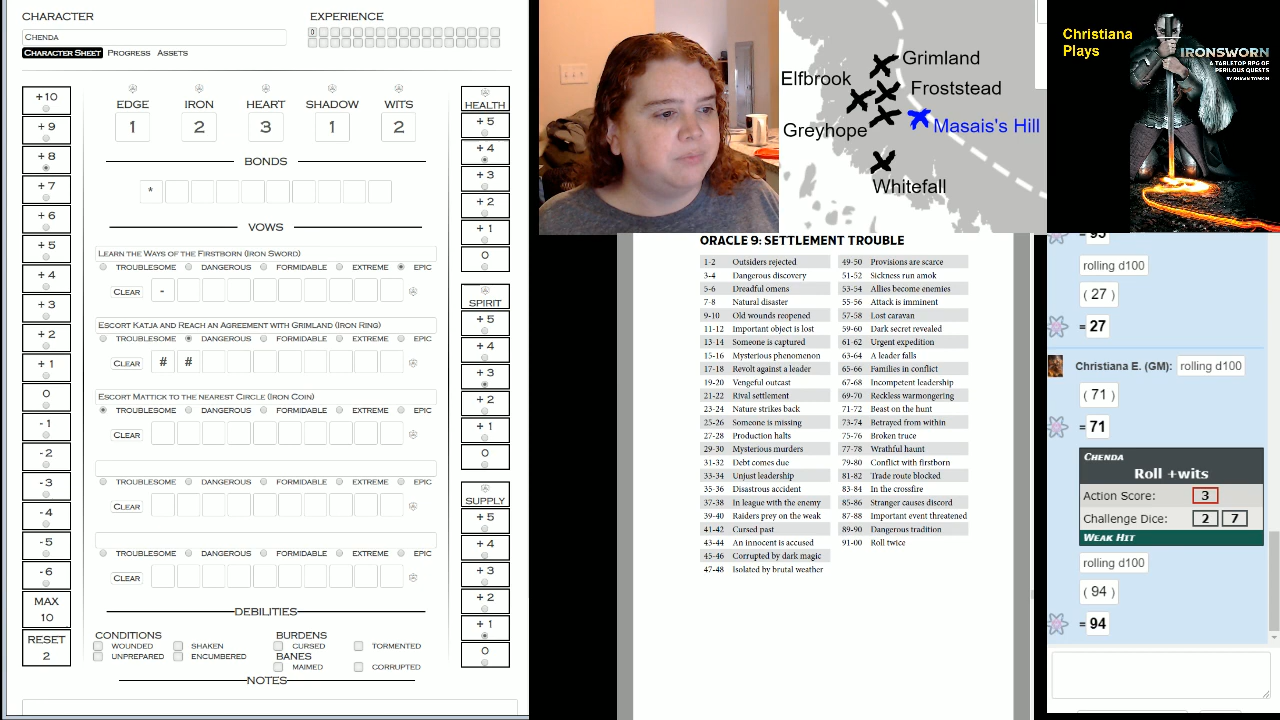 CHARACTER
EXPERIENCE
CHENDA
0
CHARACTER SHEET PROGRESS ASSETS
EDGE IRON HEART SHADOW WITS
1 2 3 1 2
BONDS
*
VOWS
LEARN THE WAYS OF THE FIRSTBORN (IRON SWORD)
TROUBLESOME DANGEROUS FORMIDABLE EXTREME EPIC
CLEAR -
ESCORT KATJA AND REACH AN AGREEMENT WITH GRIMLAND (IRON RING)
TROUBLESOME DANGEROUS FORMIDABLE EXTREME EPIC
CLEAR # #
ESCORT MATTICK TO THE NEAREST CIRCLE (IRON COIN)
TROUBLESOME DANGEROUS FORMIDABLE EXTREME EPIC
CLEAR
TROUBLESOME DANGEROUS FORMIDABLE EXTREME EPIC
CLEAR
TROUBLESOME DANGEROUS FORMIDABLE EXTREME EPIC
CLEAR
DEBILITIES
CONDITIONS
WOUNDED SHAKEN
UNPREPARED ENCUMBERED
BURDENS
CURSED TORMENTED
BANES
MAIMED CORRUPTED
NOTES
+10
+9
+8
+7
+6
+5
+4
+3
+2
+1
0
-1
-2
-3
-4
-5
-6
MAX
10
RESET
2
HEALTH
+5
+4
+3
+2
+1
0
SPIRIT
+5
+4
+3
+2
+1
0
SUPPLY
+5
+4
+3
+2
+1
0
Grimland
Elfbrook
Froststead
Greyhope
Masais's Hill
Whitefall
Christiana
Plays
IRONSWORN
A TABLETOP RPG OF
PERILOUS QUESTS
BY SHAWN TOMKIN
ORACLE 9: SETTLEMENT TROUBLE
1-2 Outsiders rejected
3-4 Dangerous discovery
5-6 Dreadful omens
7-8 Natural disaster
9-10 Old wounds reopened
11-12 Important object is lost
13-14 Someone is captured
15-16 Mysterious phenomenon
17-18 Revolt against a leader
19-20 Vengeful outcast
21-22 Rival settlement
23-24 Nature strikes back
25-26 Someone is missing
27-28 Production halts
29-30 Mysterious murders
31-32 Debt comes due
33-34 Unjust leadership
35-36 Disastrous accident
37-38 In league with the enemy
39-40 Raiders prey on the weak
41-42 Cursed past
43-44 An innocent is accused
45-46 Corrupted by dark magic
47-48 Isolated by brutal weather
49-50 Provisions are scarce
51-52 Sickness run amok
53-54 Allies become enemies
55-56 Attack is imminent
57-58 Lost caravan
59-60 Dark secret revealed
61-62 Urgent expedition
63-64 A leader falls
65-66 Families in conflict
67-68 Incompetent leadership
69-70 Reckless warmongering
71-72 Beast on the hunt
73-74 Betrayed from within
75-76 Broken truce
77-78 Wrathful haunt
79-80 Conflict with firstborn
81-82 Trade route blocked
83-84 In the crossfire
85-86 Stranger causes discord
87-88 Important event threatened
89-90 Dangerous tradition
91-00 Roll twice
rolling d100
( 27 )
= 27
Christiana E. (GM): rolling d100
( 71 )
= 71
CHENDA
Roll +wits
Action Score: 3
Challenge Dice: 2 7
WEAK HIT
rolling d100
( 94 )
= 94